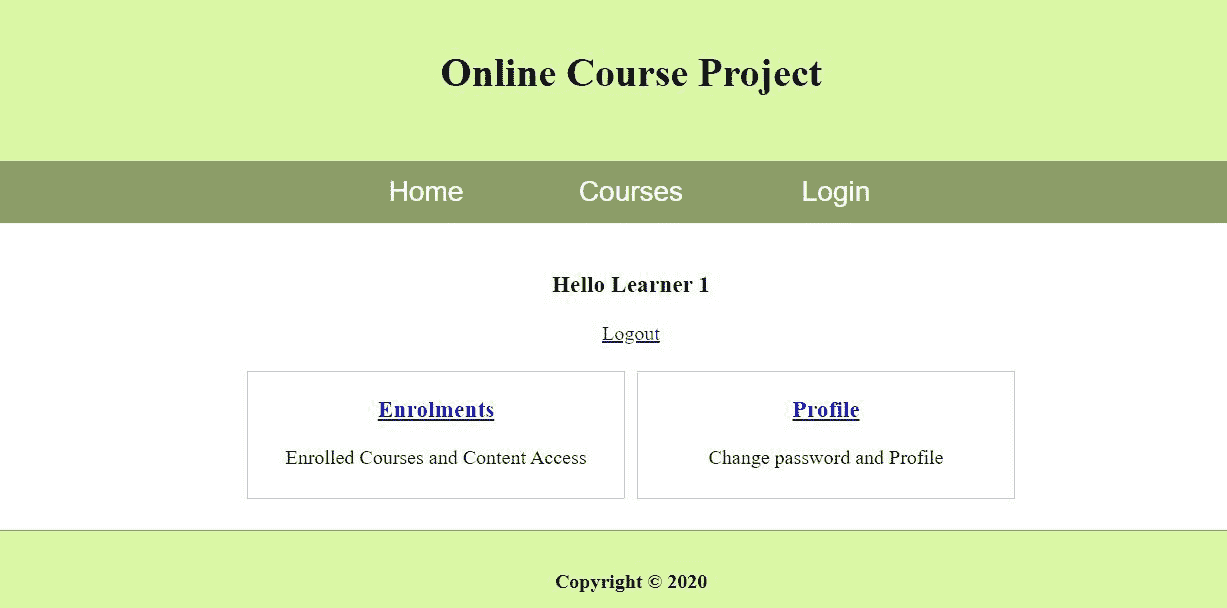 Online Course Project
Home Courses Login
Hello Learner 1
Logout
Enrolments
Enrolled Courses and Content Access
Profile
Change password and Profile
Copyright © 2020